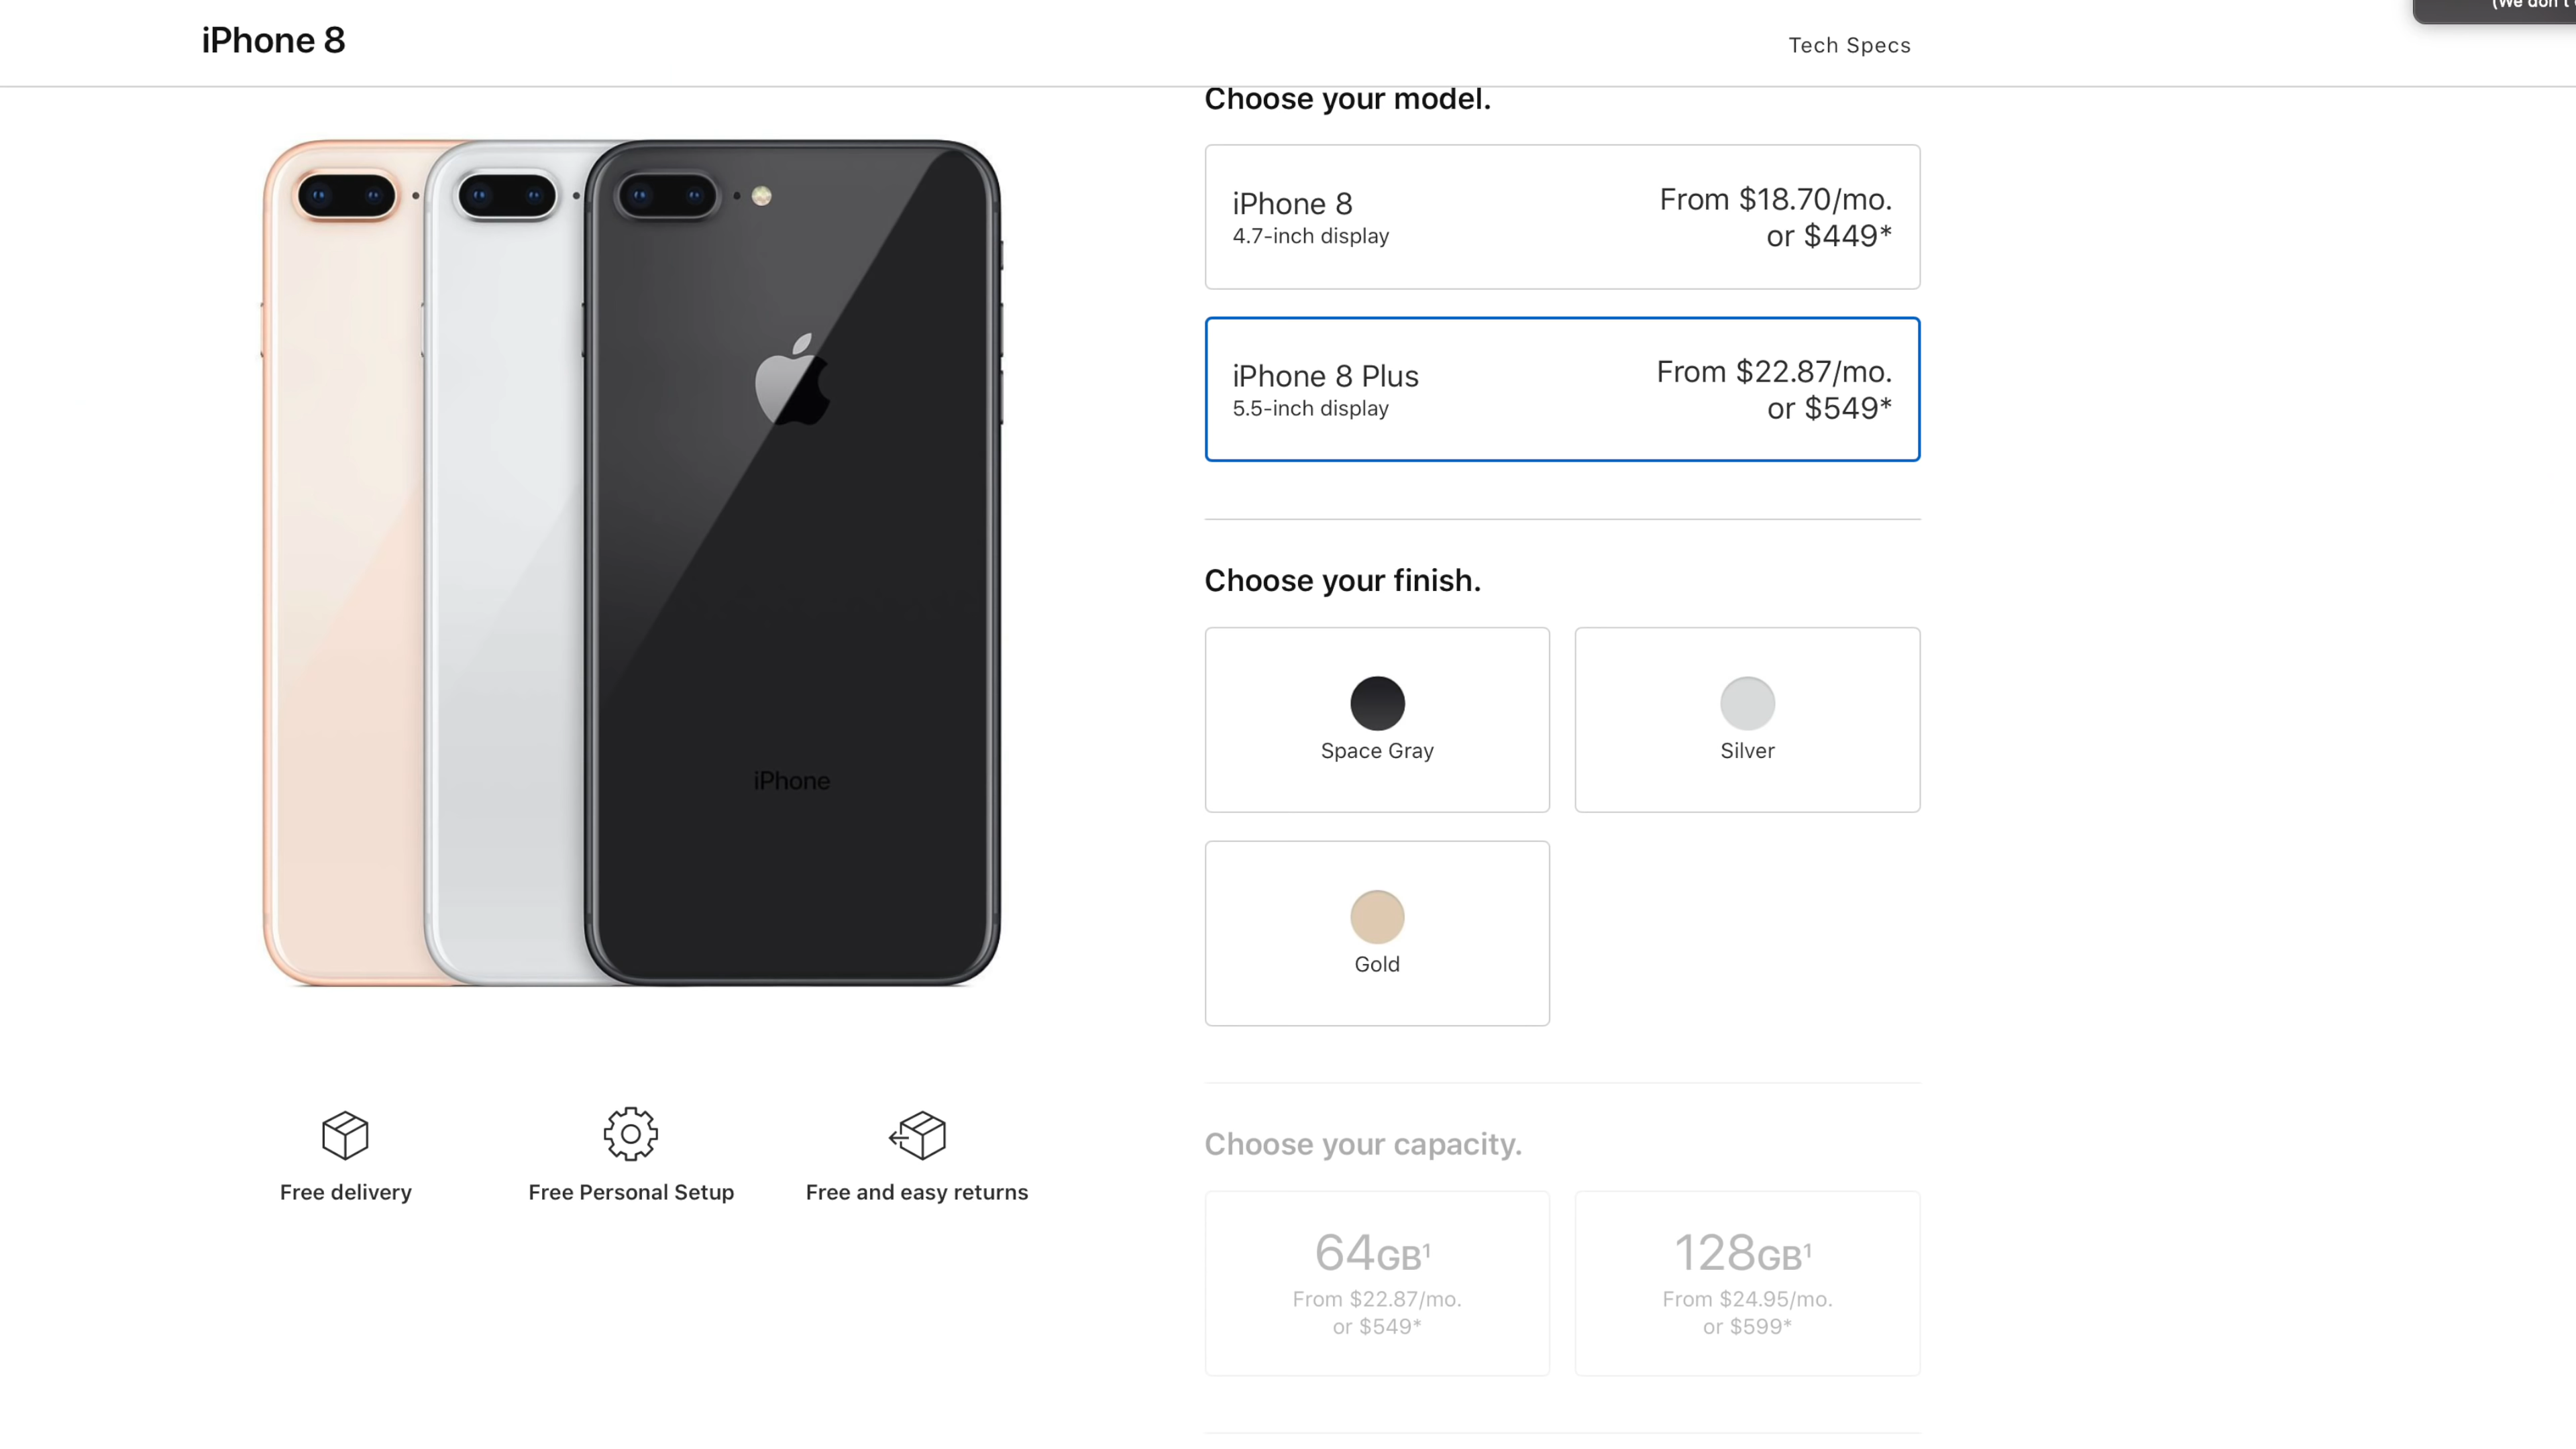 (We don't
iPhone 8
Tech Specs
Choose your model.
iPhone 8
4.7-inch display
From $18.70/mo.
or $449*
iPhone 8 Plus
5.5-inch display
From $22.87/mo.
or $549*
Choose your finish.
Space Gray
Silver
Gold
iPhone
Free delivery
Free Personal Setup
Free and easy returns
Choose your capacity.
64GB¹
From $22.87/mo.
or $549*
128GB¹
From $24.95/mo.
or $599*